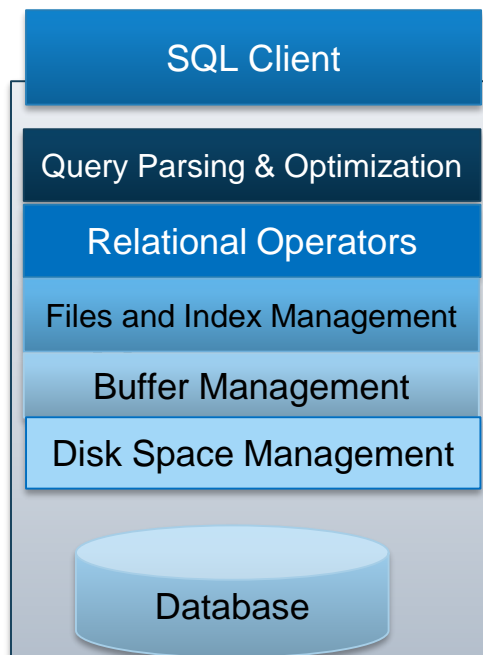 SQL Client
Query Parsing & Optimization
Relational Operators
Files and Index Management
Buffer Management
Disk Space Management
Database